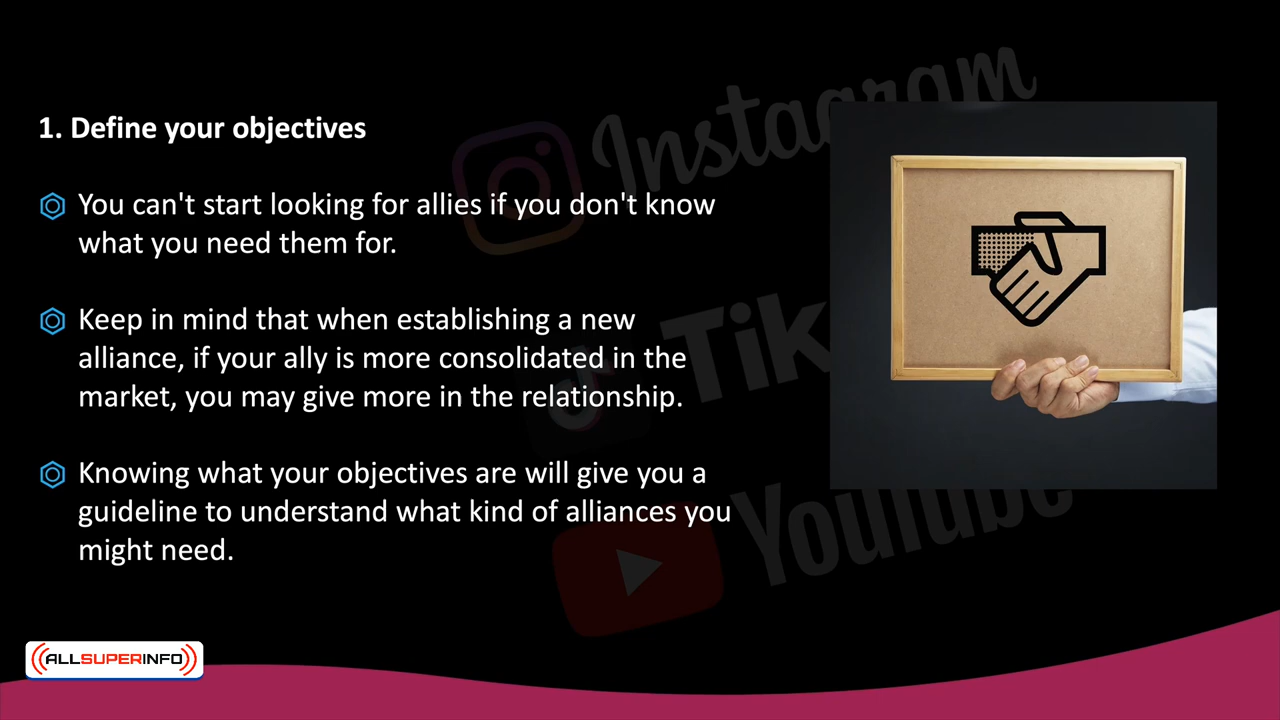 1. Define your objectives
You can't start looking for allies if you don't know
what you need them for.
Keep in mind that when establishing a new
alliance, if your ally is more consolidated in the
market, you may give more in the relationship.
Knowing what your objectives are will give you a
guideline to understand what kind of alliances you
might need.
Instagram
Tik
YouTube
ALLSUPERINFO